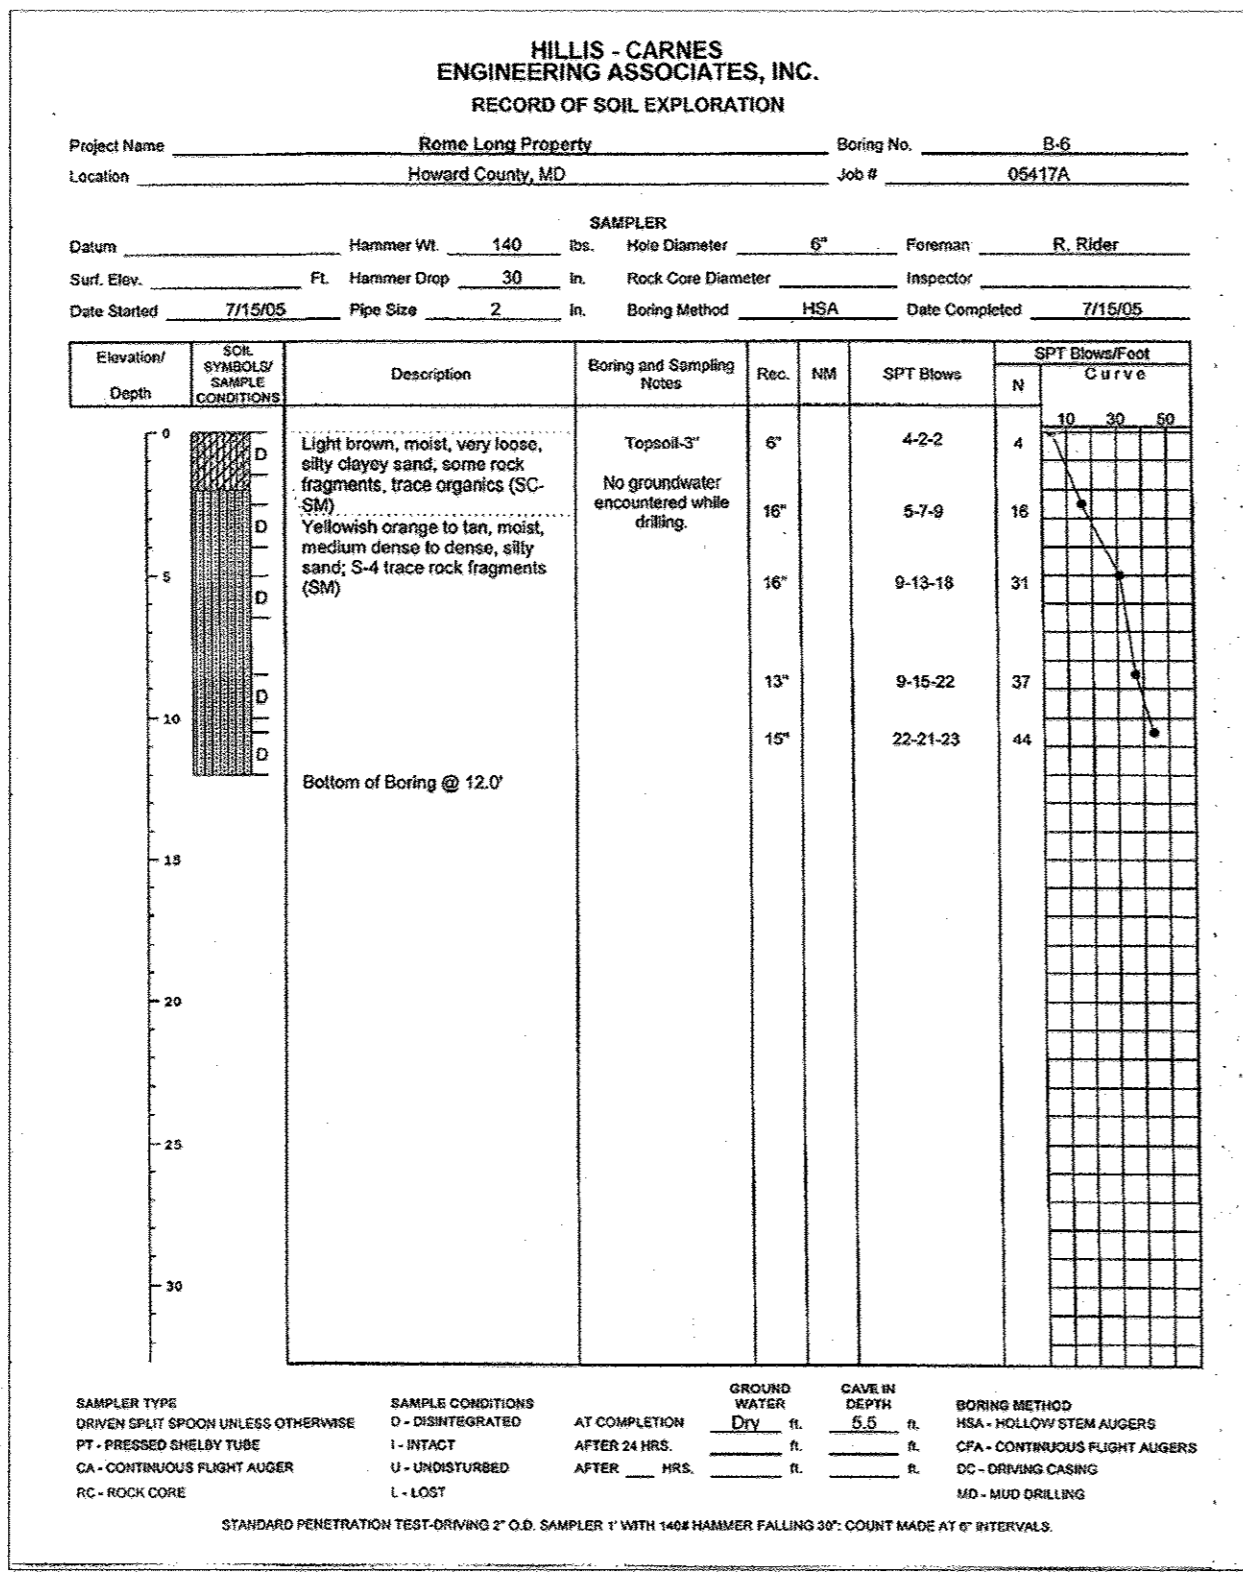 HILLIS - CARNES
ENGINEERING ASSOCIATES, INC.
RECORD OF SOIL EXPLORATION
Project Name Rome Long Property Boring No. B-6
Location Howard County, MD Job # 05417A
SAMPLER
Datum Hammer Wt. 140 lbs. Hole Diameter 6" Foreman R. Rider
Surf. Elev. Ft. Hammer Drop 30 in. Rock Core Diameter Inspector
Date Started 7/15/05 Pipe Size 2 in. Boring Method HSA Date Completed 7/15/05
Elevation/
Depth
SOIL
SYMBOLS/
SAMPLE
CONDITIONS
Description
Boring and Sampling
Notes
Rec.
NM
SPT Blows
SPT Blows/Foot
N
Curve
10 30 50
0
D
Light brown, moist, very loose,
silty clayey sand, some rock
fragments, trace organics (SC-
SM)
Topsoil-3"
No groundwater
encountered while
drilling.
6" 4-2-2 4
D
Yellowish orange to tan, moist,
medium dense to dense, silty
sand; S-4 trace rock fragments
(SM)
16" 5-7-9 16
5
D
16" 9-13-18 31
D
13" 9-15-22 37
10
D
15" 22-21-23 44
Bottom of Boring @ 12.0'
15
20
25
30
SAMPLER TYPE
DRIVEN SPLIT SPOON UNLESS OTHERWISE
PT - PRESSED SHELBY TUBE
CA - CONTINUOUS FLIGHT AUGER
RC - ROCK CORE
SAMPLE CONDITIONS
D - DISINTEGRATED
I - INTACT
U - UNDISTURBED
L - LOST
GROUND
WATER
CAVE IN
DEPTH
AT COMPLETION Dry ft. 5.5 ft.
AFTER 24 HRS. ft. ft.
AFTER HRS. ft. ft.
BORING METHOD
HSA - HOLLOW STEM AUGERS
CFA - CONTINUOUS FLIGHT AUGERS
DC - DRIVING CASING
MD - MUD DRILLING
STANDARD PENETRATION TEST-DRIVING 2" O.D. SAMPLER 1' WITH 140# HAMMER FALLING 30": COUNT MADE AT 6" INTERVALS.